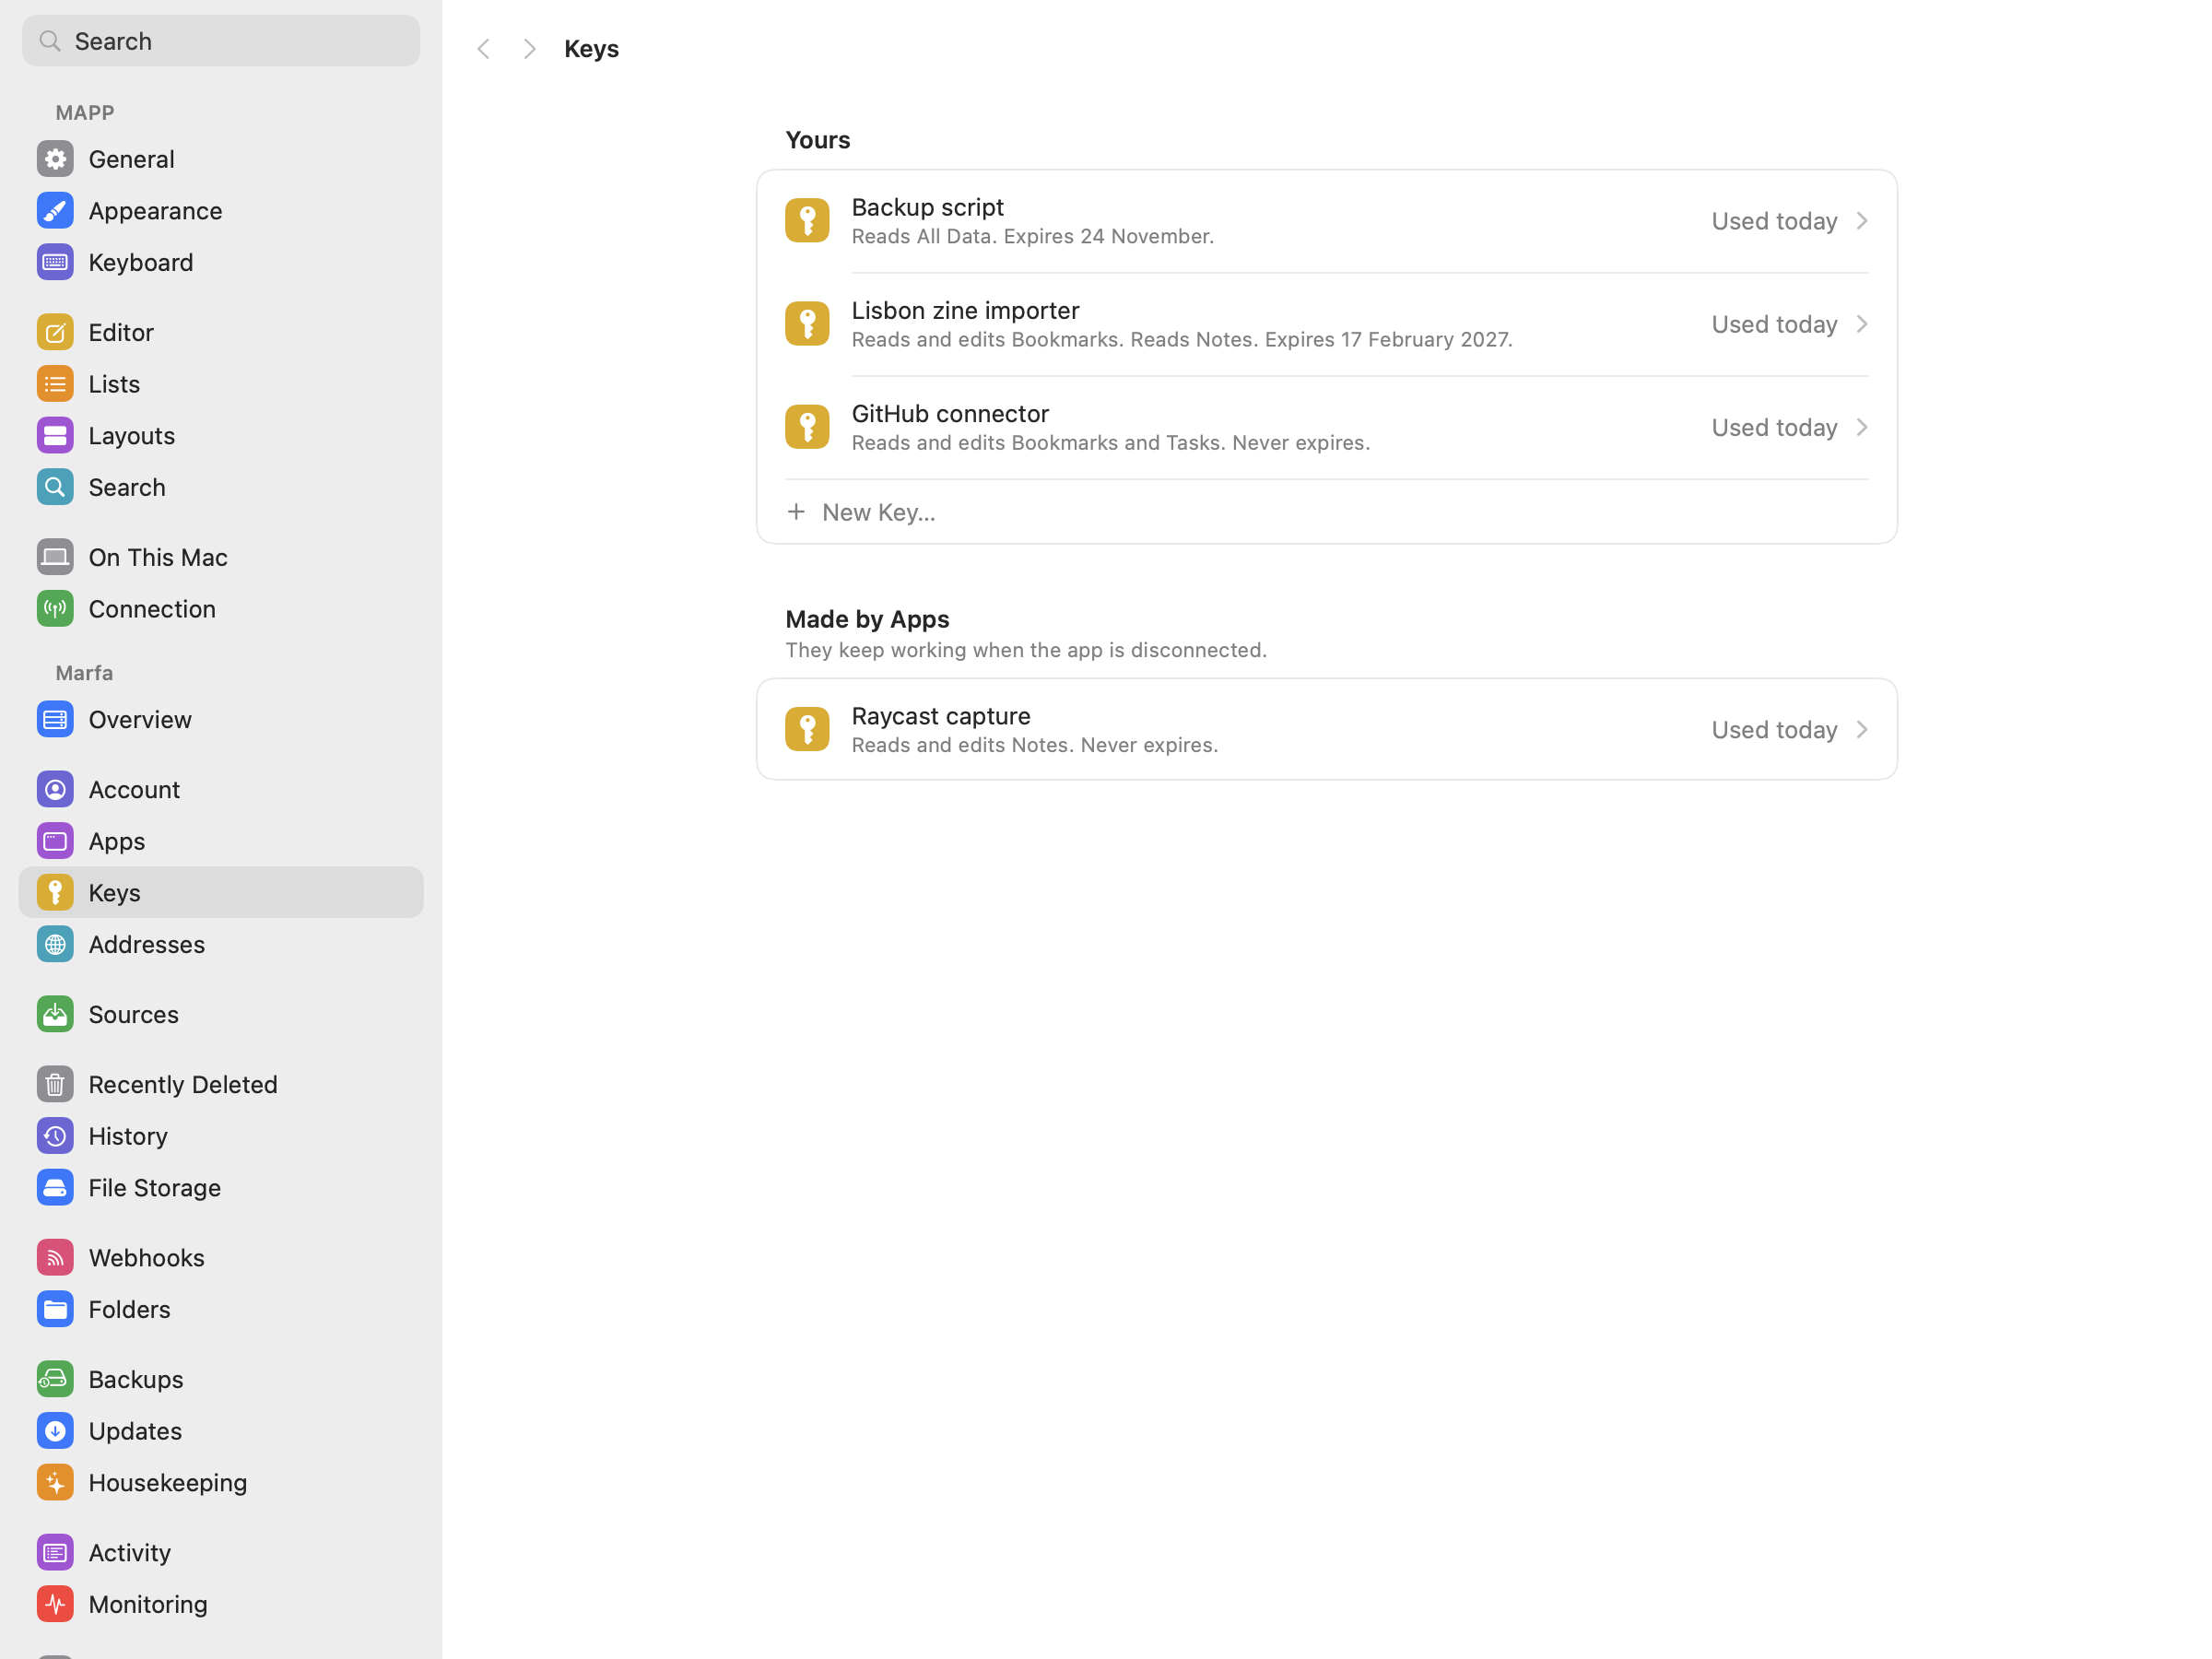 Search
MAPP
General
Appearance
Keyboard
Editor
Lists
Layouts
Search
On This Mac
Connection
Marfa
Overview
Account
Apps
Keys
Addresses
Sources
Recently Deleted
History
File Storage
Webhooks
Folders
Backups
Updates
Housekeeping
Activity
Monitoring
Keys
Yours
Backup script
Reads All Data. Expires 24 November.
Used today
Lisbon zine importer
Reads and edits Bookmarks. Reads Notes. Expires 17 February 2027.
Used today
GitHub connector
Reads and edits Bookmarks and Tasks. Never expires.
Used today
New Key...
Made by Apps
They keep working when the app is disconnected.
Raycast capture
Reads and edits Notes. Never expires.
Used today